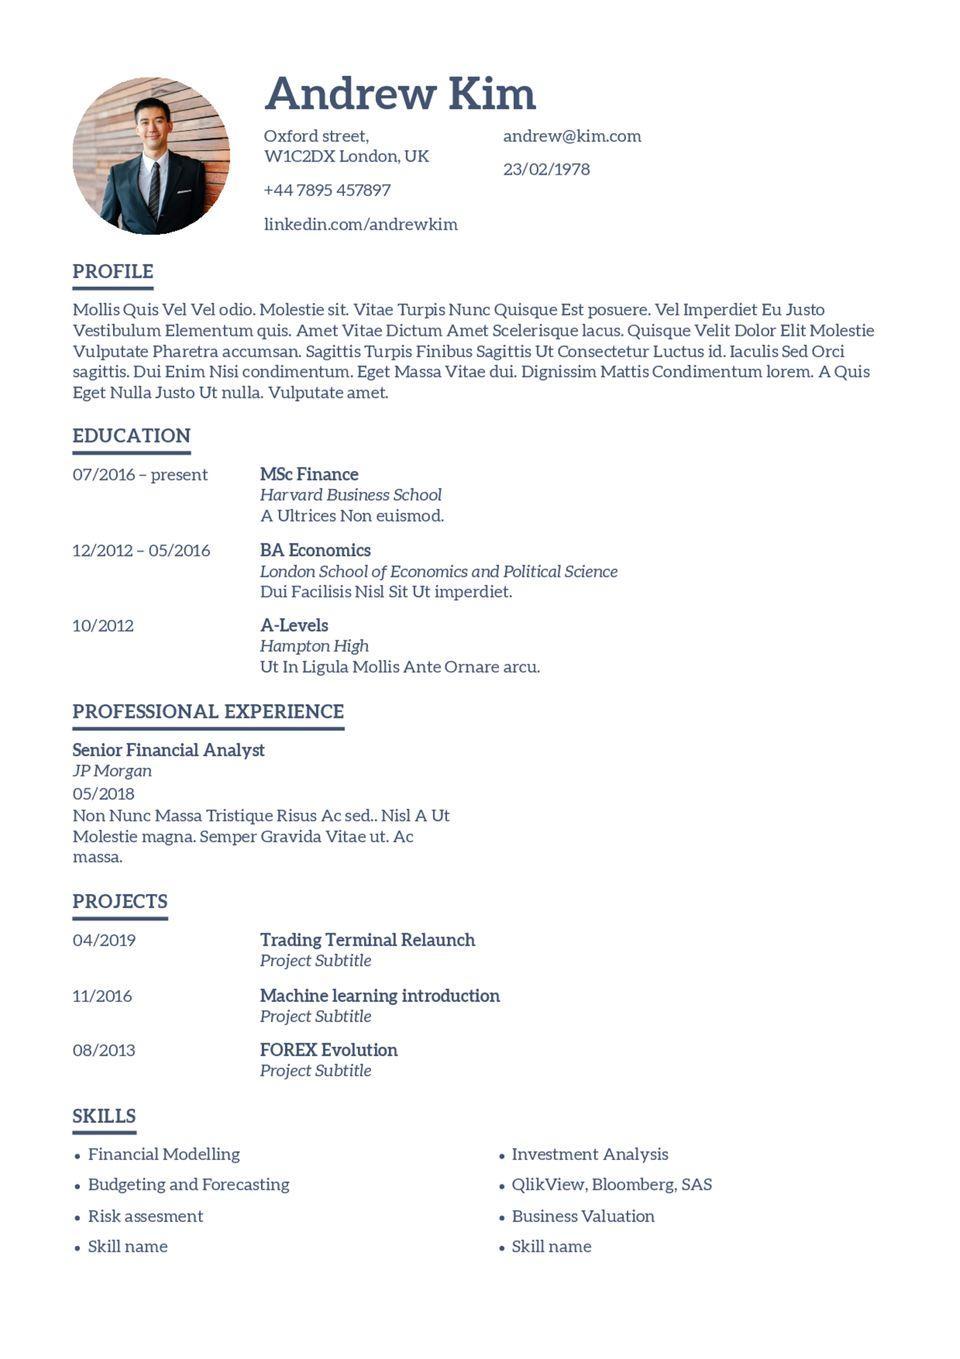 Andrew Kim
Oxford street,
W1C2DX London, UK
+44 7895 457897
linkedin.com/andrewkim
andrew@kim.com
23/02/1978
PROFILE
Mollis Quis Vel Vel odio. Molestie sit. Vitae Turpis Nunc Quisque Est posuere. Vel Imperdiet Eu Justo
Vestibulum Elementum quis. Amet Vitae Dictum Amet Scelerisque lacus. Quisque Velit Dolor Elit Molestie
Vulputate Pharetra accumsan. Sagittis Turpis Finibus Sagittis Ut Consectetur Luctus id. Iaculis Sed Orci
sagittis. Dui Enim Nisi condimentum. Eget Massa Vitae dui. Dignissim Mattis Condimentum lorem. A Quis
Eget Nulla Justo Ut nulla. Vulputate amet.
EDUCATION
07/2016 – present
MSc Finance
Harvard Business School
A Ultrices Non euismod.
12/2012 – 05/2016
BA Economics
London School of Economics and Political Science
Dui Facilisis Nisl Sit Ut imperdiet.
10/2012
A-Levels
Hampton High
Ut In Ligula Mollis Ante Ornare arcu.
PROFESSIONAL EXPERIENCE
Senior Financial Analyst
JP Morgan
05/2018
Non Nunc Massa Tristique Risus Ac sed.. Nisl A Ut
Molestie magna. Semper Gravida Vitae ut. Ac
massa.
PROJECTS
04/2019
Trading Terminal Relaunch
Project Subtitle
11/2016
Machine learning introduction
Project Subtitle
08/2013
FOREX Evolution
Project Subtitle
SKILLS
• Financial Modelling
• Budgeting and Forecasting
• Risk assesment
• Skill name
• Investment Analysis
• QlikView, Bloomberg, SAS
• Business Valuation
• Skill name